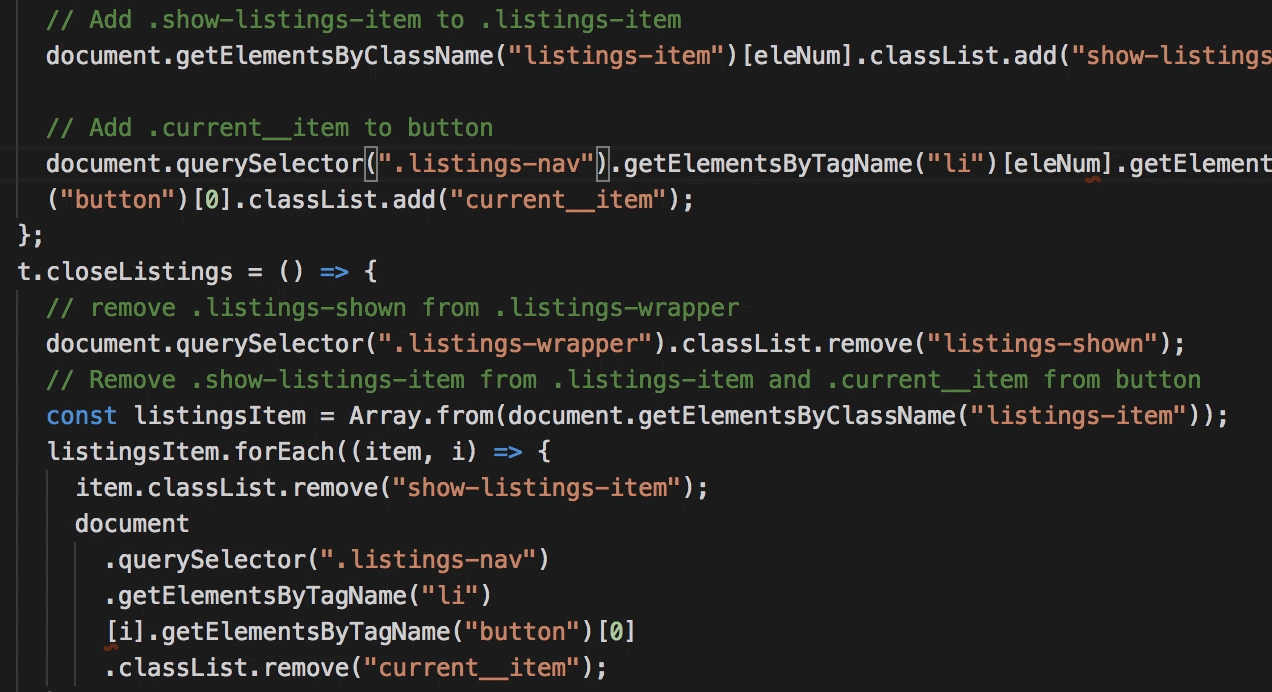 // Add .show-listings-item to .listings-item
document.getElementsByClassName("listings-item")[eleNum].classList.add("show-listings
// Add .current__item to button
document.querySelector(".listings-nav").getElementsByTagName("li")[eleNum].getElement
("button")[0].classList.add("current__item");
};
t.closeListings = () => {
// remove .listings-shown from .listings-wrapper
document.querySelector(".listings-wrapper").classList.remove("listings-shown");
// Remove .show-listings-item from .listings-item and .current__item from button
const listingsItem = Array.from(document.getElementsByClassName("listings-item"));
listingsItem.forEach((item, i) => {
item.classList.remove("show-listings-item");
document
.querySelector(".listings-nav")
.getElementsByTagName("li")
[i].getElementsByTagName("button")[0]
.classList.remove("current__item");